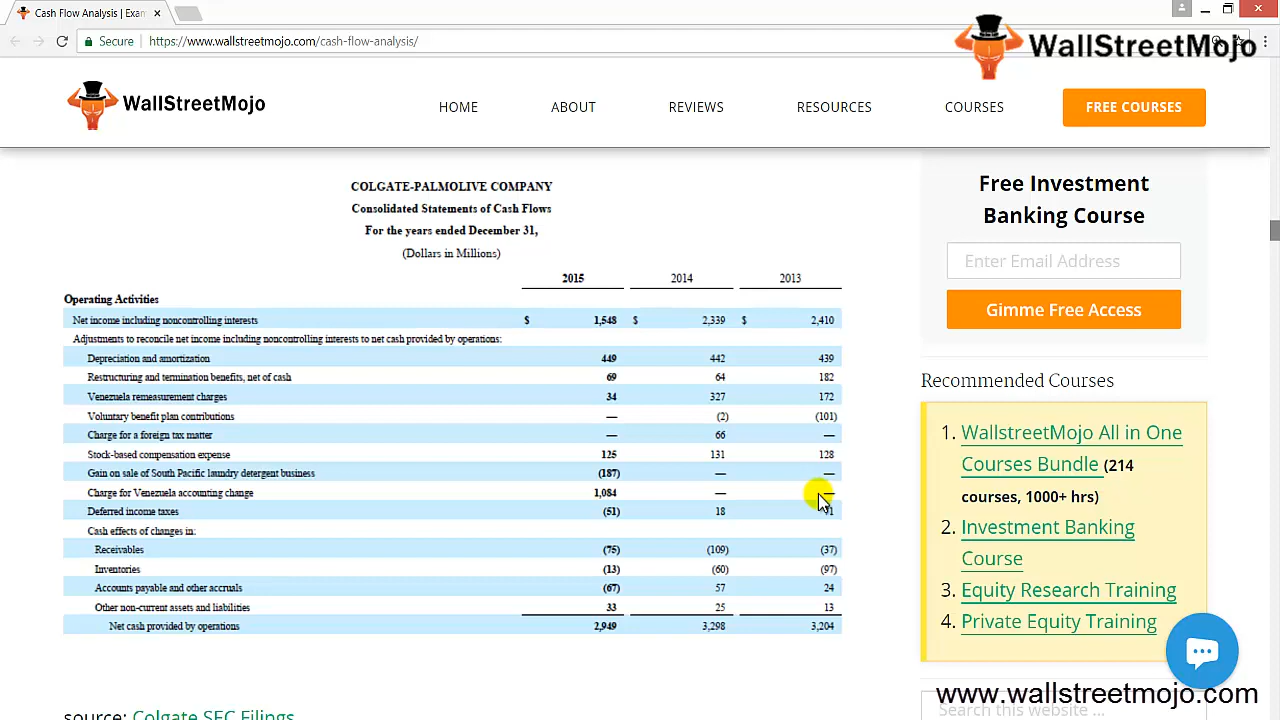 Cash Flow Analysis | Exam
Secure https://www.wallstreetmojo.com/cash-flow-analysis/
WallStreetMojo
WallStreetMojo HOME ABOUT REVIEWS RESOURCES COURSES FREE COURSES
COLGATE-PALMOLIVE COMPANY
Consolidated Statements of Cash Flows
For the years ended December 31,
(Dollars in Millions)
2015 2014 2013
Operating Activities
Net income including noncontrolling interests $ 1,548 $ 2,339 $ 2,410
Adjustments to reconcile net income including noncontrolling interests to net cash provided by operations:
Depreciation and amortization 449 442 439
Restructuring and termination benefits, net of cash 69 64 182
Venezuela remeasurement charges 34 327 172
Voluntary benefit plan contributions — (2) (101)
Charge for a foreign tax matter — 66 —
Stock-based compensation expense 125 131 128
Gain on sale of South Pacific laundry detergent business (187) — —
Charge for Venezuela accounting change 1,084 — —
Deferred income taxes (51) 18
Cash effects of changes in:
Receivables (75) (109) (37)
Inventories (13) (60) (97)
Accounts payable and other accruals (67) 57 24
Other non-current assets and liabilities 33 25 13
Net cash provided by operations 2,949 3,298 3,204
source: Colgate SEC Filings
Free Investment
Banking Course
Enter Email Address
Gimme Free Access
Recommended Courses
1. WallstreetMojo All in One
Courses Bundle (214
courses, 1000+ hrs)
2. Investment Banking
Course
3. Equity Research Training
4. Private Equity Training
www.wallstreetmojo.com
Search this website ...